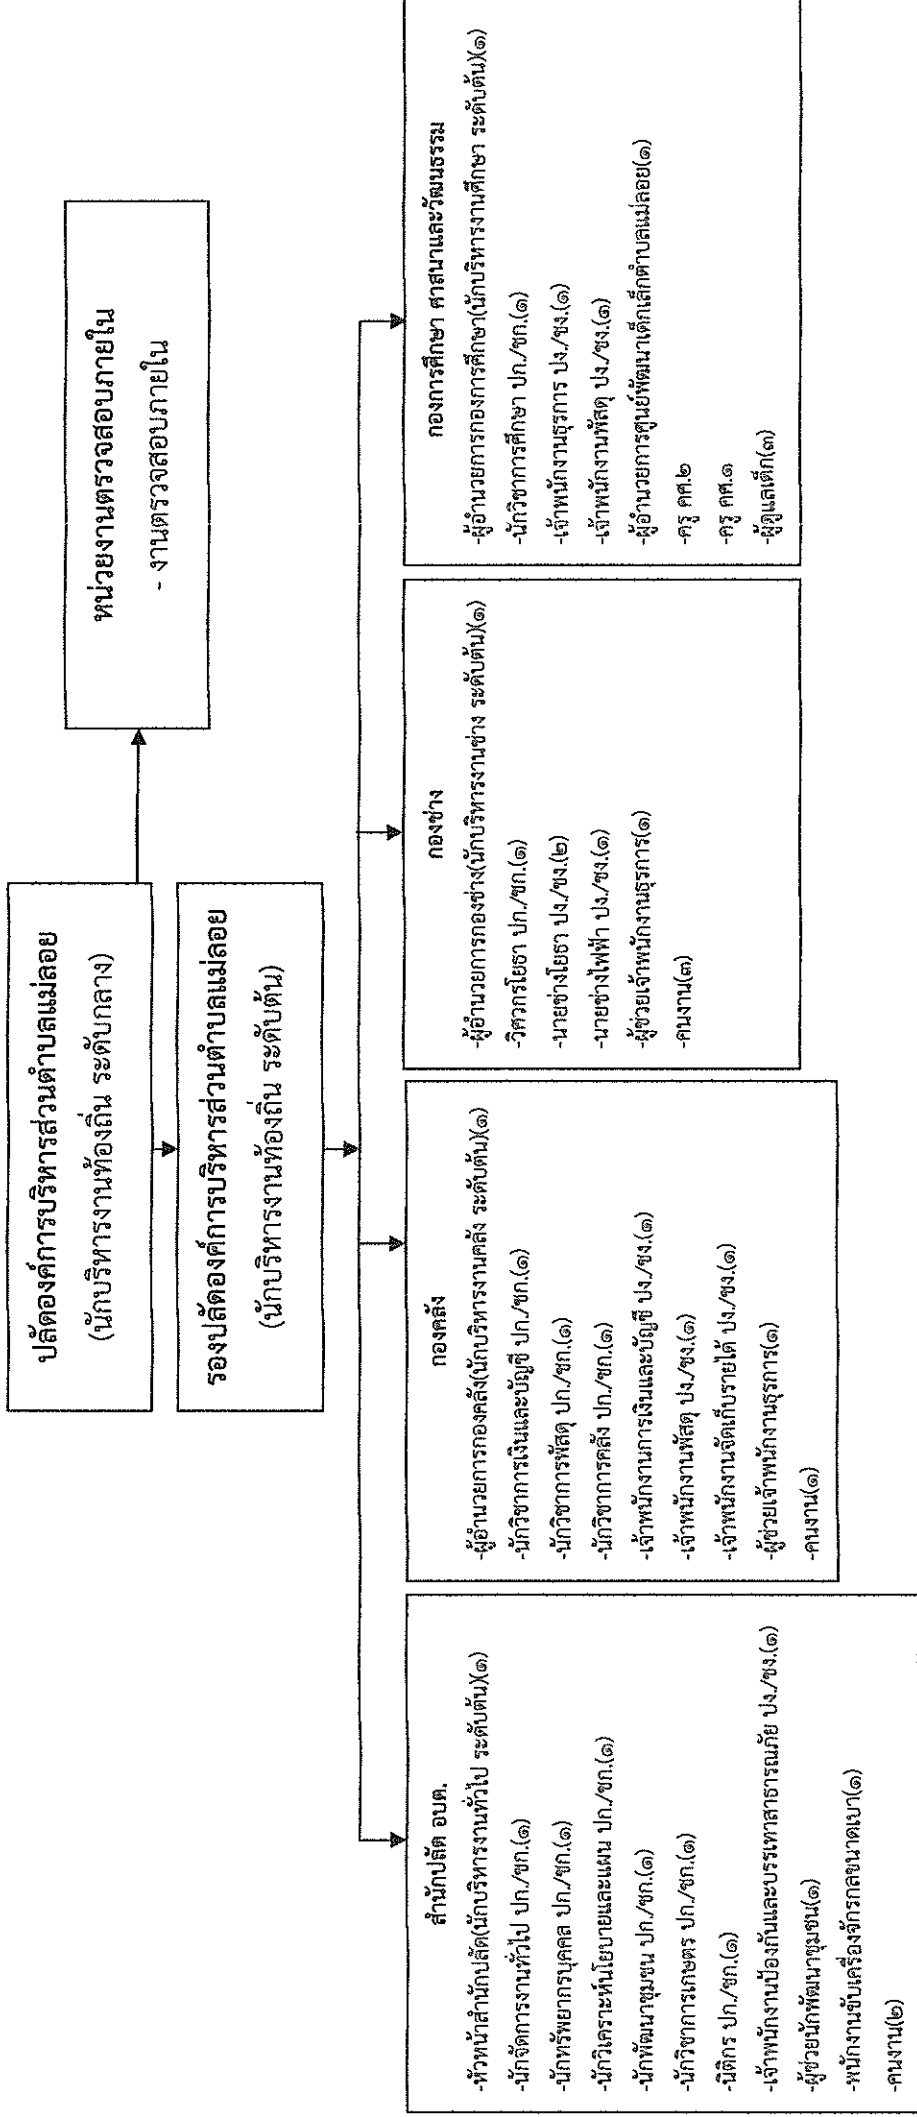 ปลัดองค์การบริหารส่วนตำบลแม่ลอย
(นักบริหารงานท้องถิ่น ระดับกลาง)
หน่วยงานตรวจสอบภายใน
- งานตรวจสอบภายใน
รองปลัดองค์การบริหารส่วนตำบลแม่ลอย
(นักบริหารงานท้องถิ่น ระดับต้น)
สำนักปลัด อบต.
-หัวหน้าสำนักปลัด(นักบริหารงานทั่วไป ระดับต้น)(๑)
-นักจัดการงานทั่วไป ปก./ชก.(๑)
-นักทรัพยากรบุคคล ปก./ชก.(๑)
-นักวิเคราะห์นโยบายและแผน ปก./ชก.(๑)
-นักพัฒนาชุมชน ปก./ชก.(๑)
-นักวิชาการเกษตร ปก./ชก.(๑)
-นิติกร ปก./ชก.(๑)
-เจ้าพนักงานป้องกันและบรรเทาสาธารณภัย ปง./ชง.(๑)
-ผู้ช่วยนักพัฒนาชุมชน(๑)
-พนักงานขับเครื่องจักรกลขนาดเบา(๑)
-คนงาน(๒)
กองคลัง
-ผู้อำนวยการกองคลัง(นักบริหารงานคลัง ระดับต้น)(๑)
-นักวิชาการเงินและบัญชี ปก./ชก.(๑)
-นักวิชาการพัสดุ ปก./ชก.(๑)
-นักวิชาการคลัง ปก./ชก.(๑)
-เจ้าพนักงานการเงินและบัญชี ปง./ชง.(๑)
-เจ้าพนักงานพัสดุ ปง./ชง.(๑)
-เจ้าพนักงานจัดเก็บรายได้ ปง./ชง.(๑)
-ผู้ช่วยเจ้าพนักงานธุรการ(๑)
-คนงาน(๑)
กองช่าง
-ผู้อำนวยการกองช่าง(นักบริหารงานช่าง ระดับต้น)(๑)
-วิศวกรโยธา ปก./ชก.(๑)
-นายช่างโยธา ปง./ชง.(๒)
-นายช่างไฟฟ้า ปง./ชง.(๑)
-ผู้ช่วยเจ้าพนักงานธุรการ(๑)
-คนงาน(๓)
กองการศึกษา ศาสนาและวัฒนธรรม
-ผู้อำนวยการกองการศึกษา(นักบริหารงานศึกษา ระดับต้น)(๑)
-นักวิชาการศึกษา ปก./ชก.(๑)
-เจ้าพนักงานธุรการ ปง./ชง.(๑)
-เจ้าพนักงานพัสดุ ปง./ชง.(๑)
-ผู้อำนวยการศูนย์พัฒนาเด็กเล็กตำบลแม่ลอย(๑)
-ครู คศ.๒
-ครู คศ.๑
-ผู้ดูแลเด็ก(๓)